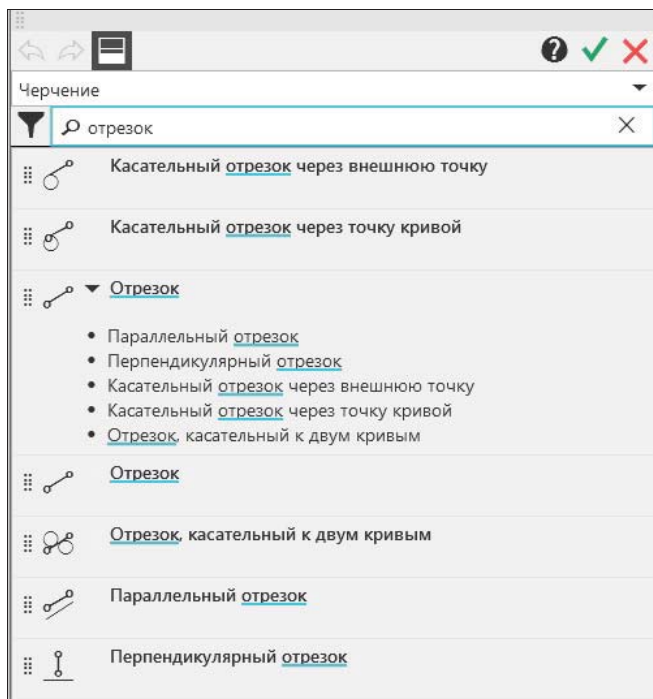 Черчение
отрезок
Касательный отрезок через внешнюю точку
Касательный отрезок через точку кривой
Отрезок
• Параллельный отрезок
• Перпендикулярный отрезок
• Касательный отрезок через внешнюю точку
• Касательный отрезок через точку кривой
• Отрезок, касательный к двум кривым
Отрезок
Отрезок, касательный к двум кривым
Параллельный отрезок
Перпендикулярный отрезок